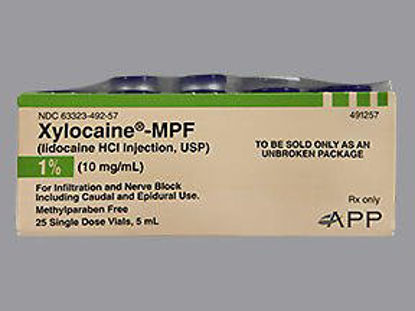 NDC 63323-492-57
491257
Xylocaine®-MPF
(lidocaine HCl Injection, USP)
1% (10 mg/mL)
TO BE SOLD ONLY AS AN
UNBROKEN PACKAGE
For Infiltration and Nerve Block
Including Caudal and Epidural Use.
Methylparaben Free
25 Single Dose Vials, 5 mL
Rx only
APP